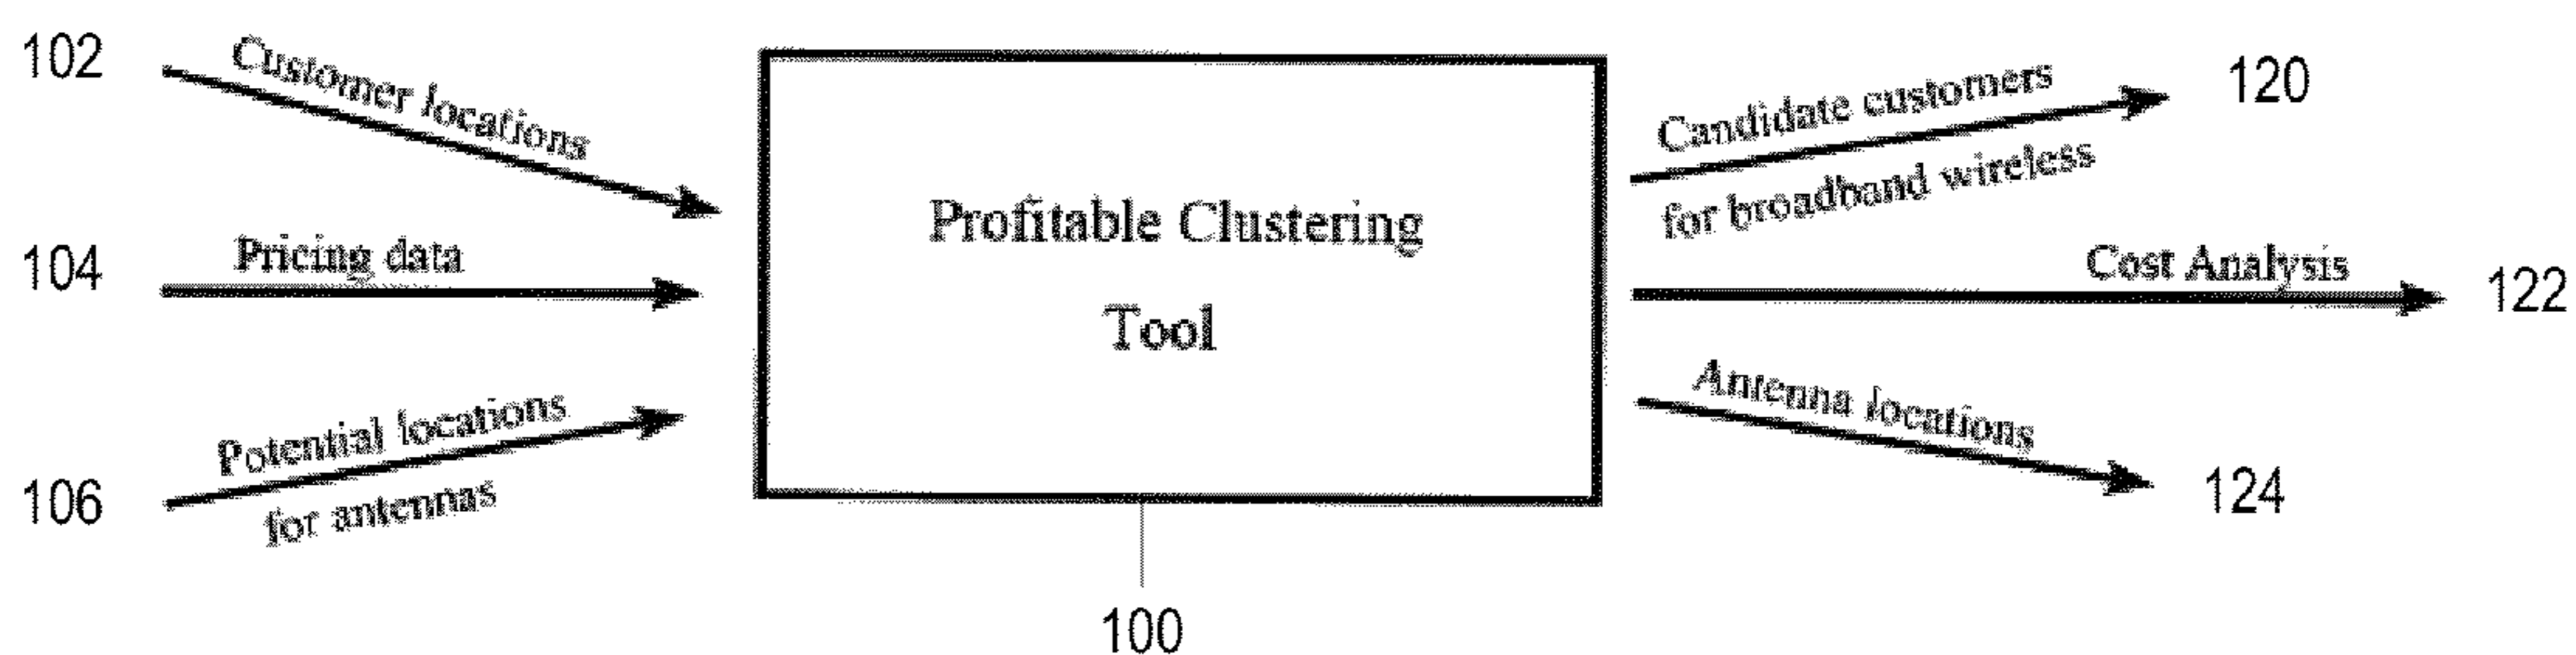 102
Customer locations
104
Pricing data
106
Potential locations
for antennas
Profitable Clustering
Tool
100
Candidate customers
for broadband wireless
120
Cost Analysis
122
Antenna locations
124